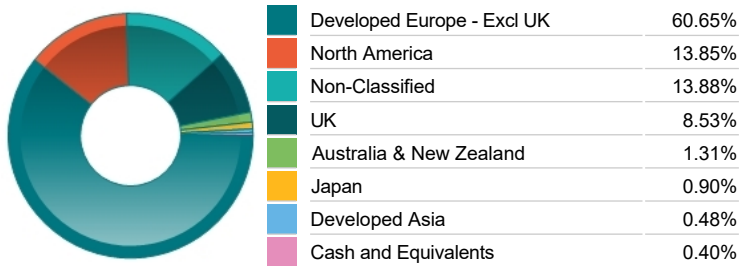 Developed Europe - Excl UK 60.65%
North America 13.85%
Non-Classified 13.88%
UK 8.53%
Australia & New Zealand 1.31%
Japan 0.90%
Developed Asia 0.48%
Cash and Equivalents 0.40%